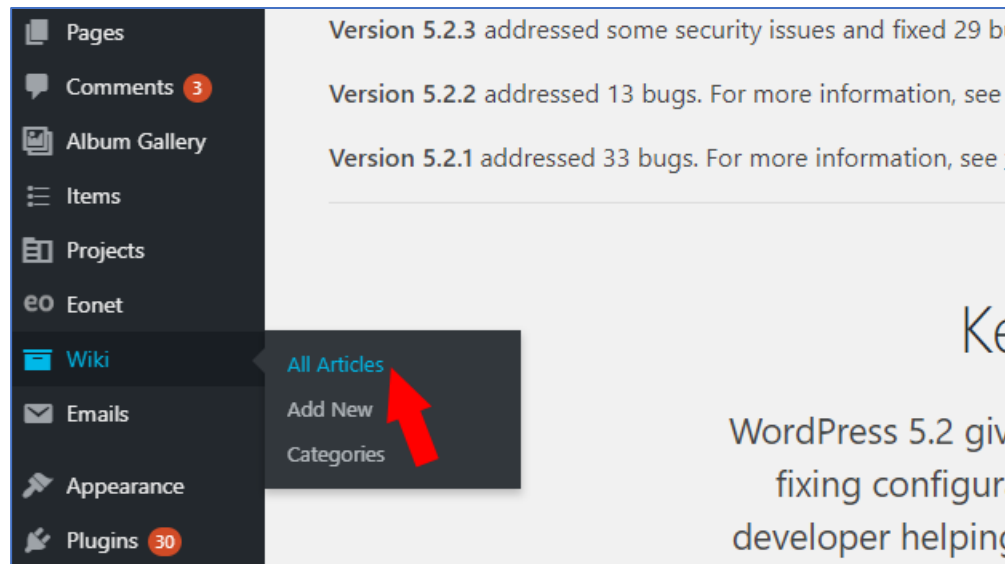 Pages
Comments 3
Album Gallery
Items
Projects
eo Eonet
Wiki
Emails
Appearance
Plugins 30
All Articles
Add New
Categories
Version 5.2.3 addressed some security issues and fixed 29
Version 5.2.2 addressed 13 bugs. For more information, see
Version 5.2.1 addressed 33 bugs. For more information, see
WordPress 5.2
fixing
developer helping